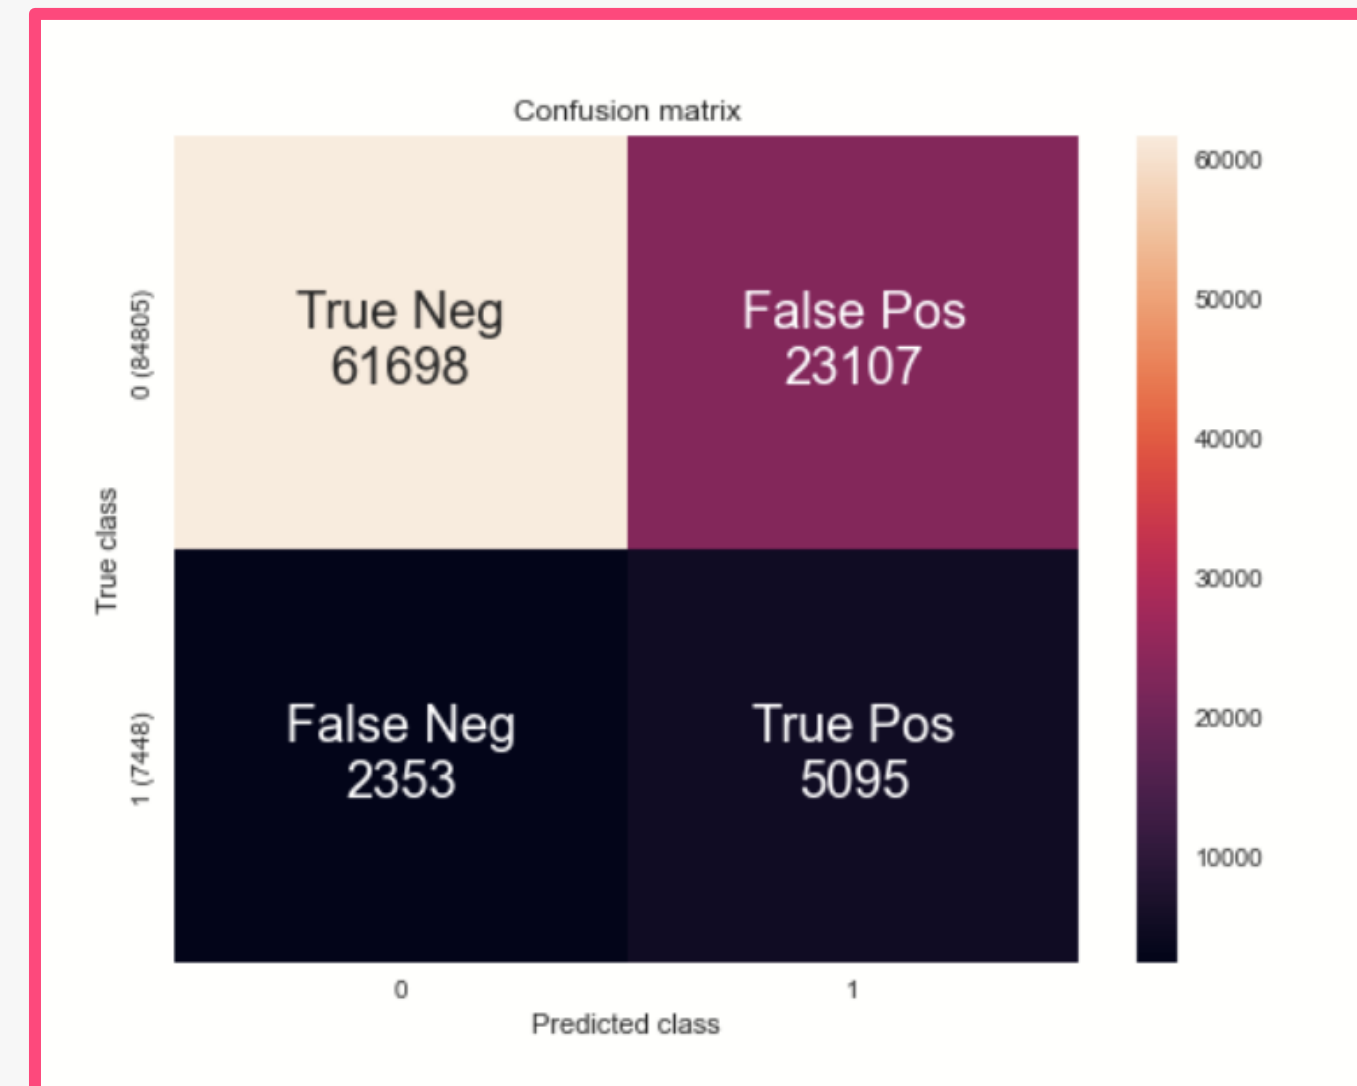 Confusion matrix
True Neg
61698
False Pos
23107
False Neg
2353
True Pos
5095
True class
0 (84805)
1 (7448)
0
1
Predicted class
60000
50000
40000
30000
20000
10000